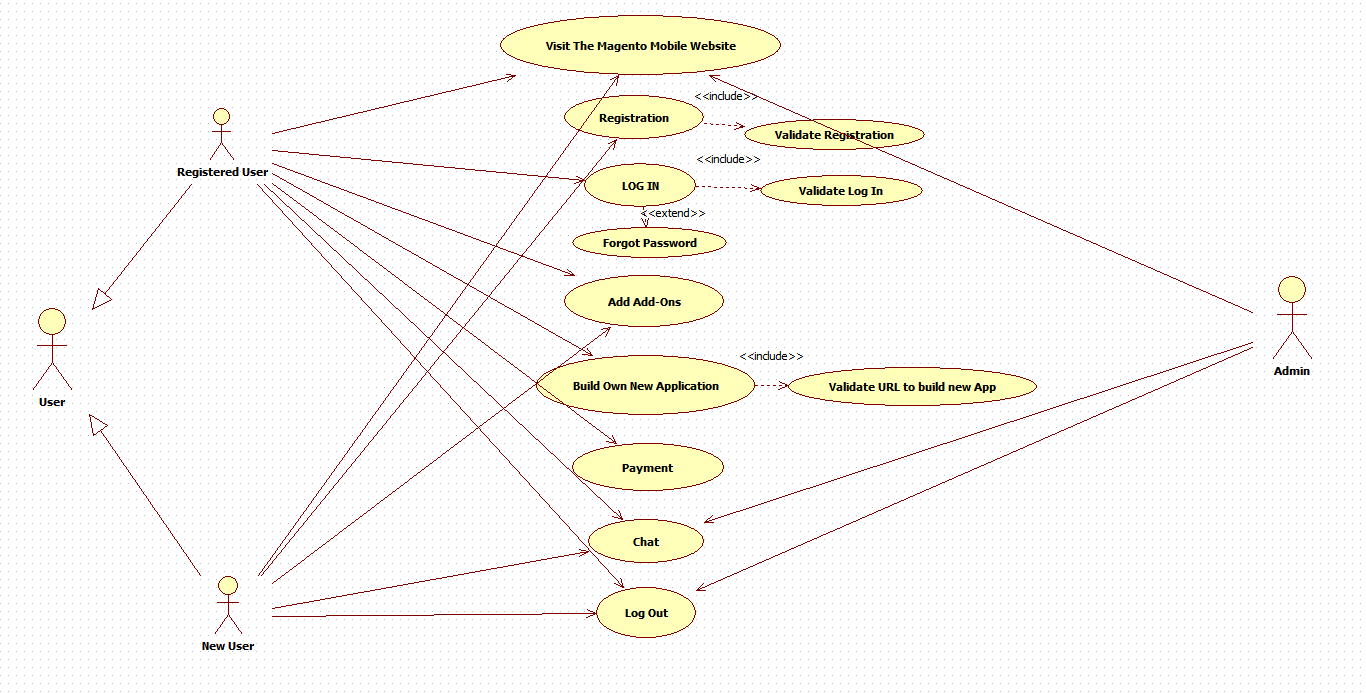 Visit The Magento Mobile Website
<<include>>
Registration
Validate Registration
<<include>>
Registered User
LOG IN
Validate Log In
<<extend>>
Forgot Password
Add Add-Ons
<<include>>
Build Own New Application
Validate URL to build new App
Admin
User
Payment
Chat
Log Out
New User